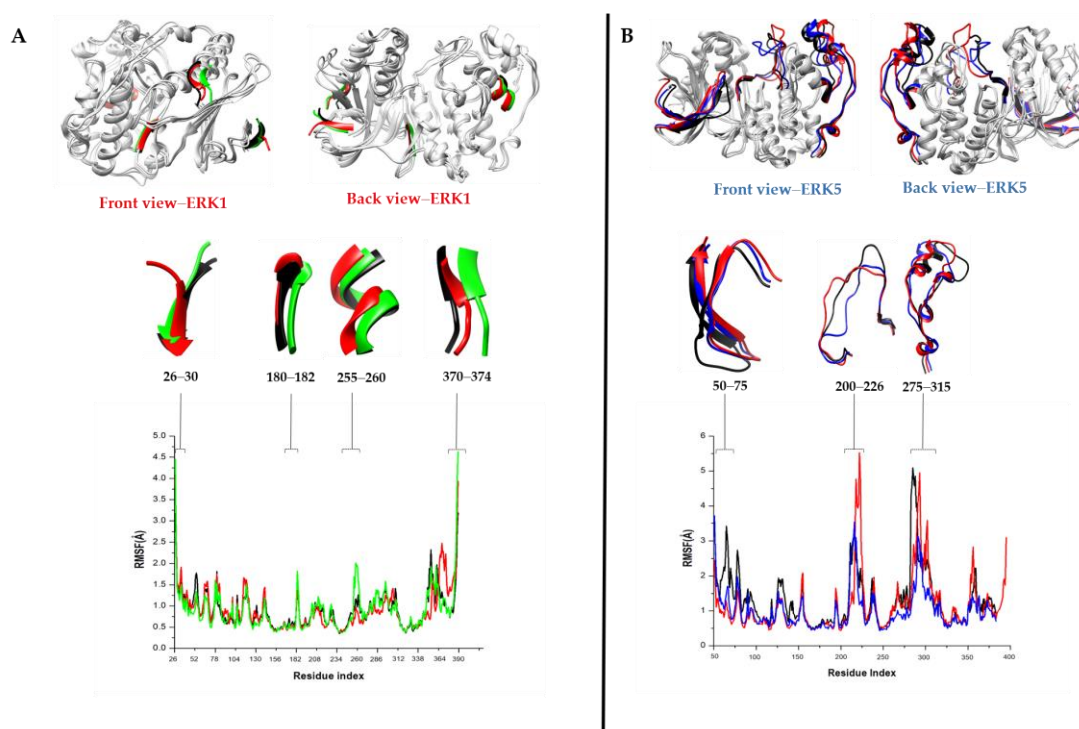 A
Front view–ERK1
Back view–ERK1
26–30
180–182
255–260
370–374
5.0
4.5
4.0
3.5
3.0
2.5
2.0
1.5
1.0
0.5
0.0
RMSF(Å)
26 52 78 104 130 156 182 208 234 260 286 312 338 364 390
Residue index
B
Front view–ERK5
Back view–ERK5
50–75
200–226
275–315
6
5
4
3
2
1
0
RMSF(Å)
50 100 150 200 250 300 350 400
Residue Index